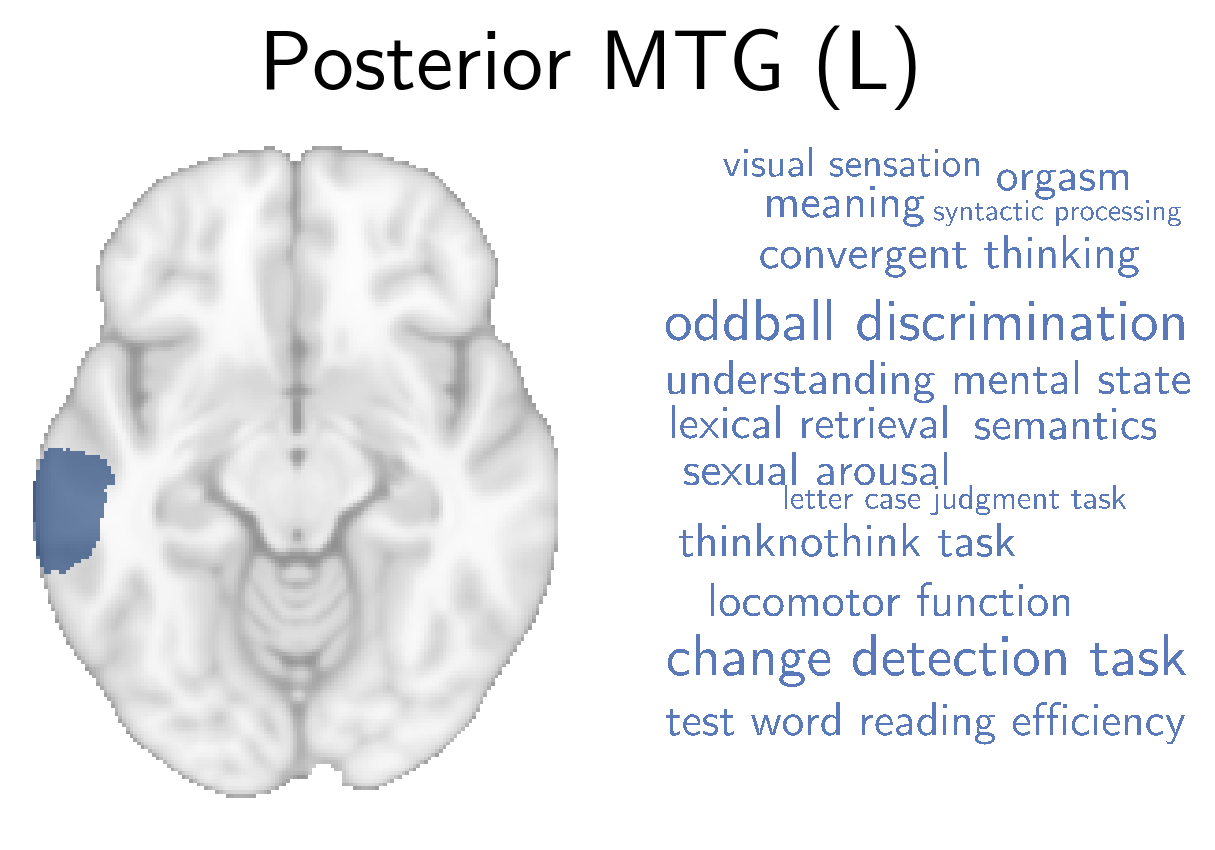 Posterior MTG (L)
visual sensation orgasm
meaning syntactic processing
convergent thinking
oddball discrimination
understanding mental state
lexical retrieval semantics
sexual arousal
letter case judgment task
thinknothink task
locomotor function
change detection task
test word reading efficiency